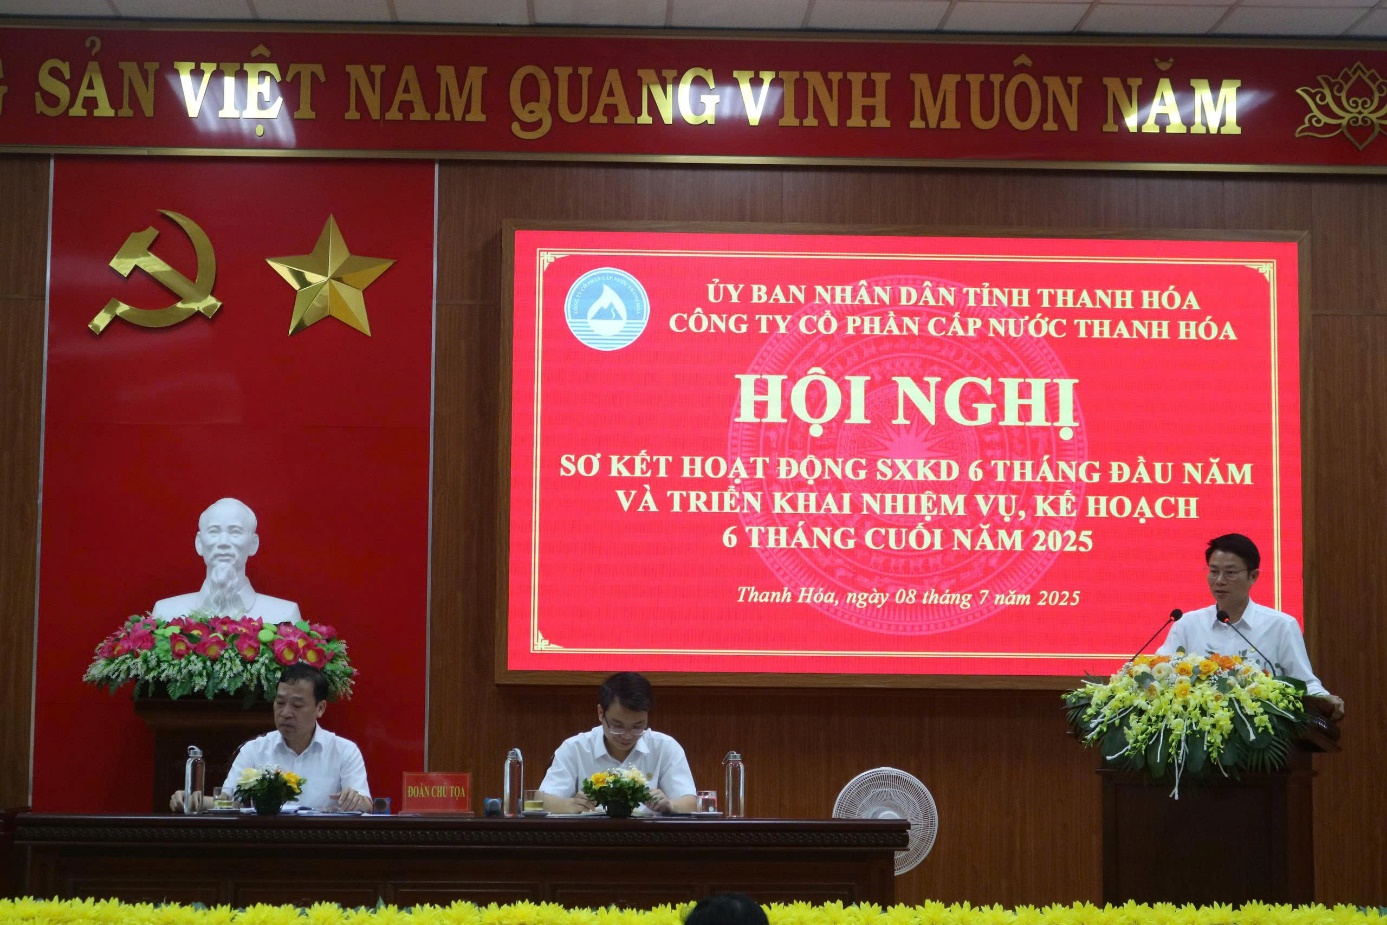 G SẢN VIỆT NAM QUANG VINH MUÔN NĂM
ỦY BAN NHÂN DÂN TỈNH THANH HÓA
CÔNG TY CỔ PHẦN CẤP NƯỚC THANH HÓA
HỘI NGHỊ
SƠ KẾT HOẠT ĐỘNG SXKD 6 THÁNG ĐẦU NĂM
VÀ TRIỂN KHAI NHIỆM VỤ, KẾ HOẠCH
6 THÁNG CUỐI NĂM 2025
Thanh Hóa, ngày 08 tháng 7 năm 2025
ĐOÀN CHỦ TỌA